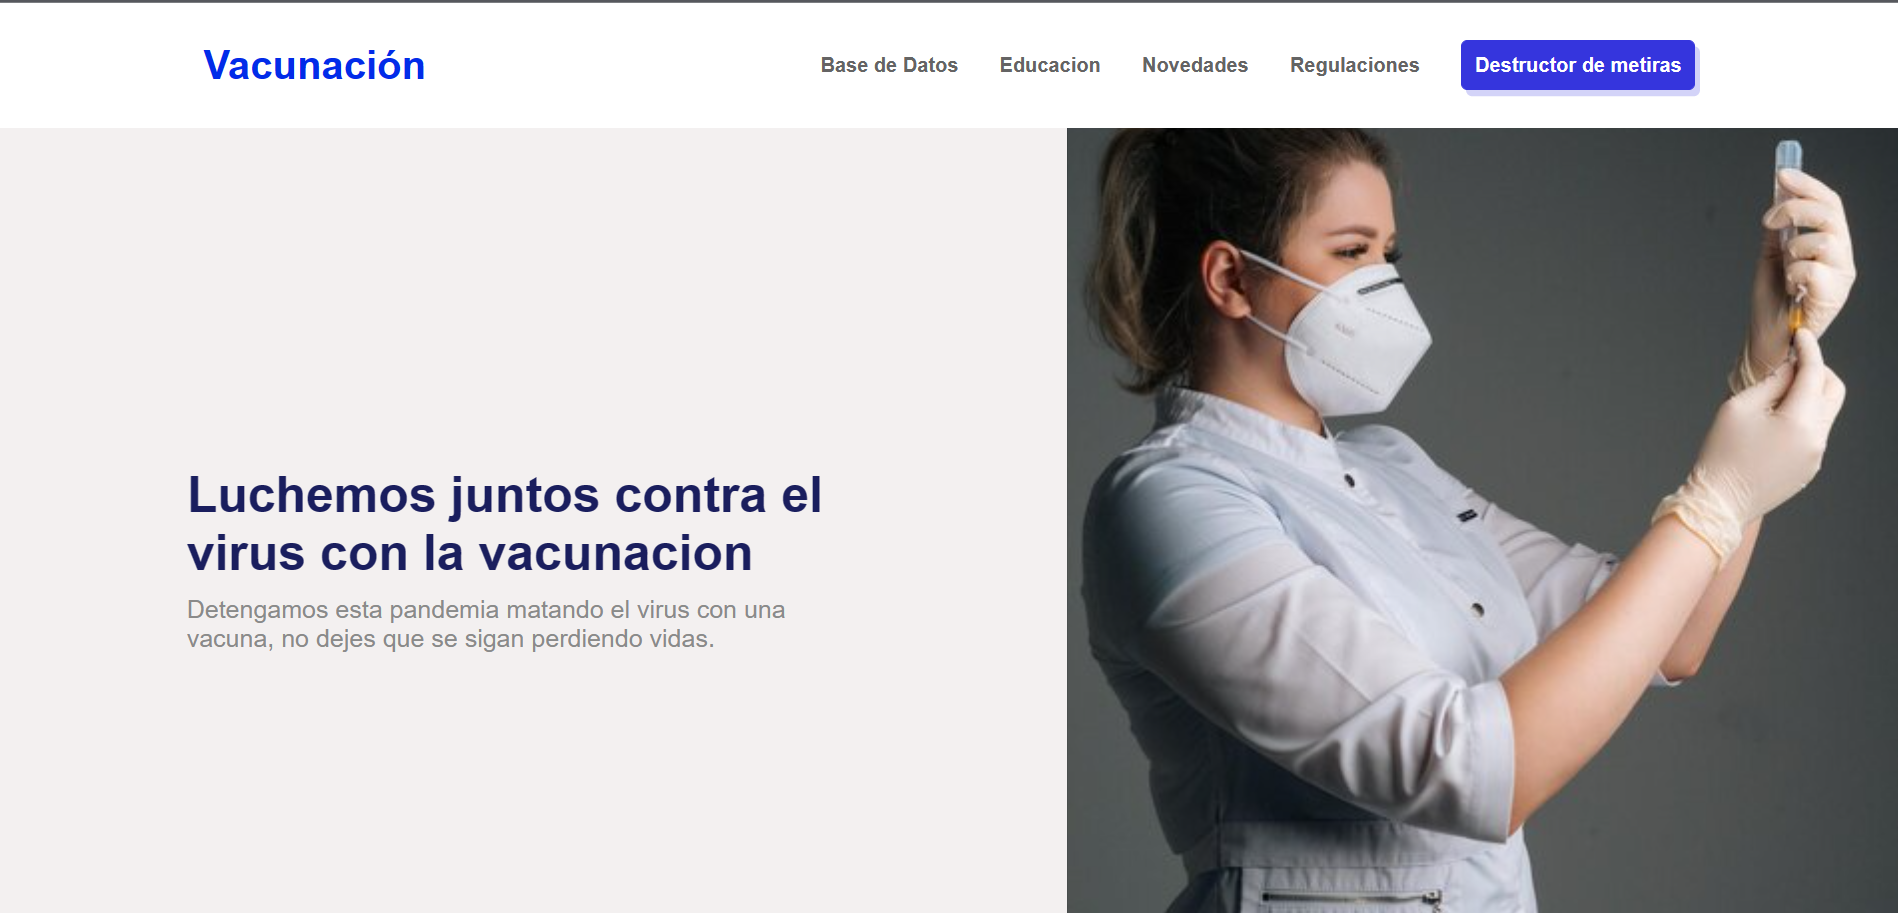 Vacunación
Base de Datos
Educacion
Novedades
Regulaciones
Destructor de metiras
Luchemos juntos contra el
virus con la vacunacion
Detengamos esta pandemia matando el virus con una
vacuna, no dejes que se sigan perdiendo vidas.